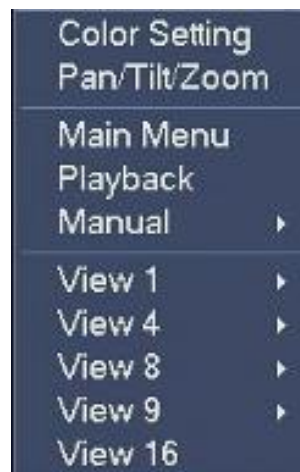 Color Setting
Pan/Tilt/Zoom
Main Menu
Playback
Manual
View 1
View 4
View 8
View 9
View 16